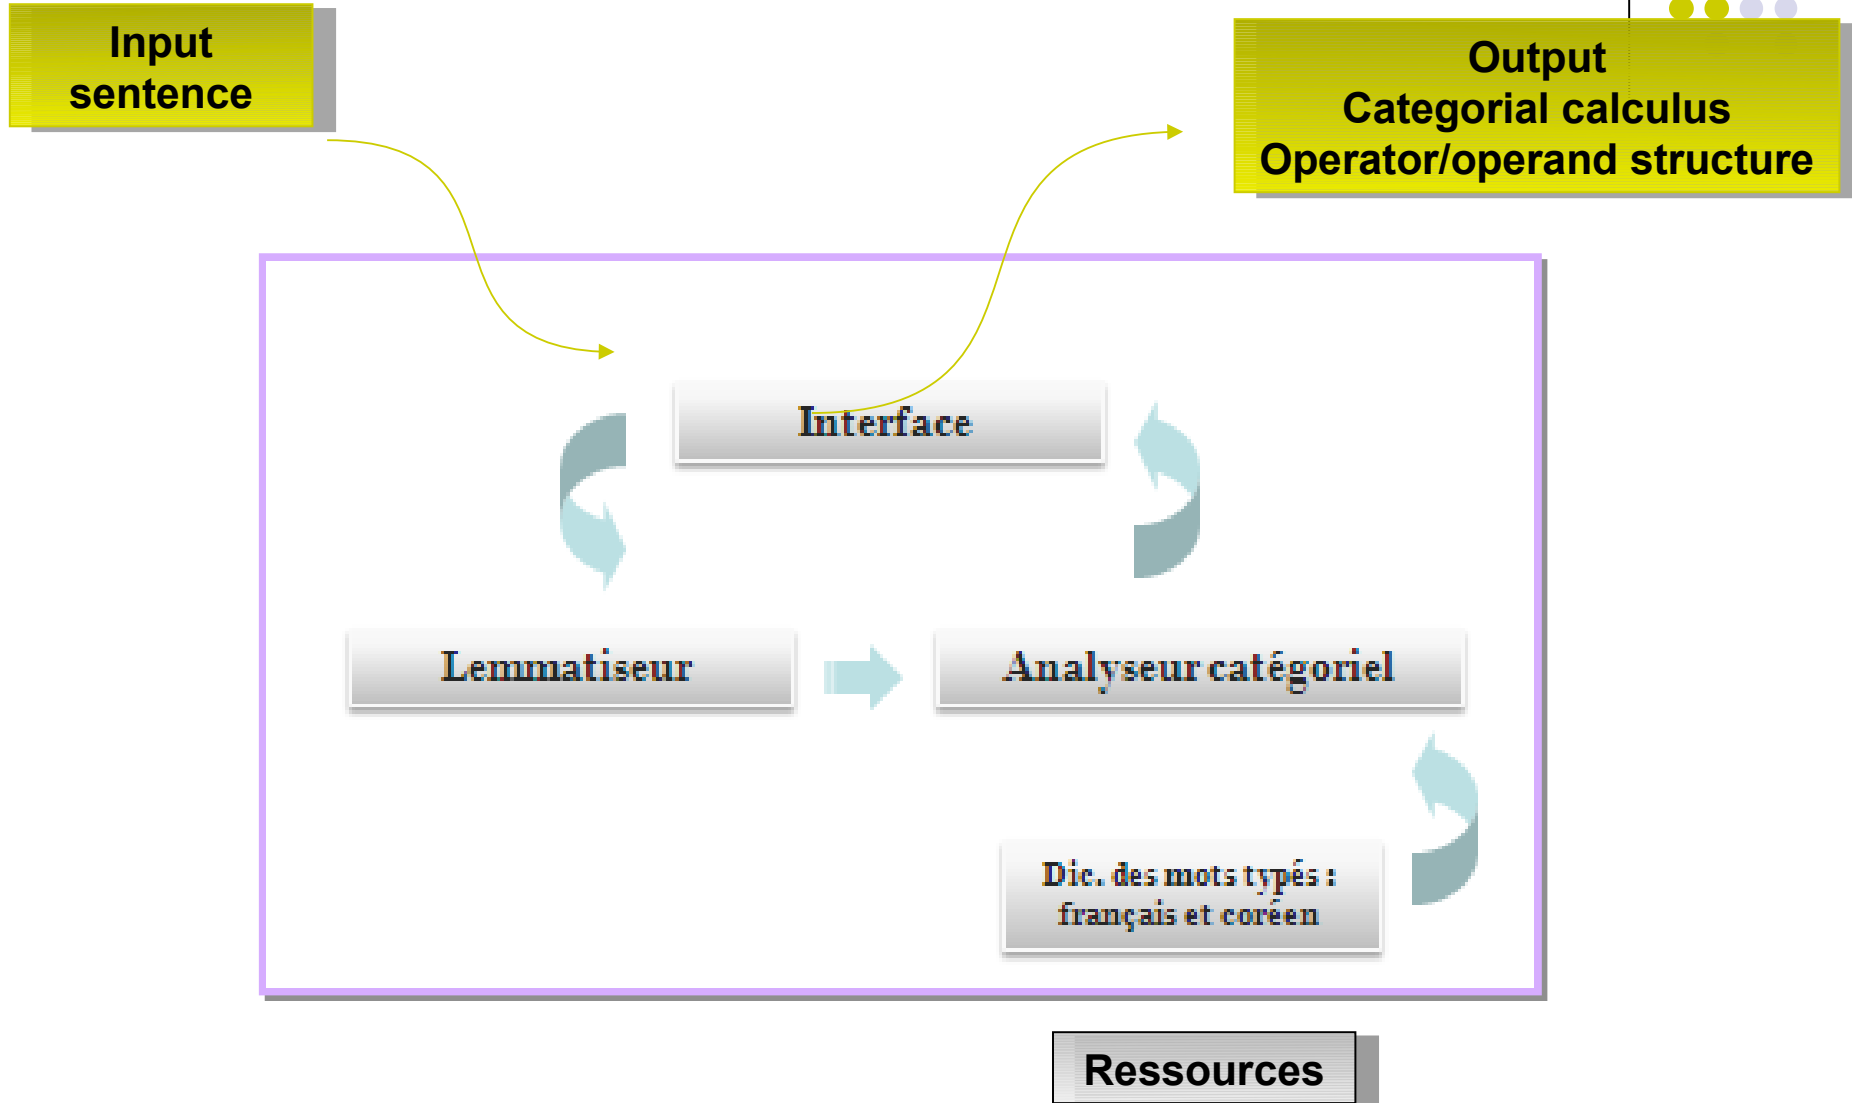 Input
sentence
Output
Categorial calculus
Operator/operand structure
Interface
Lemmatiseur
Analyseur catégoriel
Dic. des mots typés :
français et coréen
Ressources